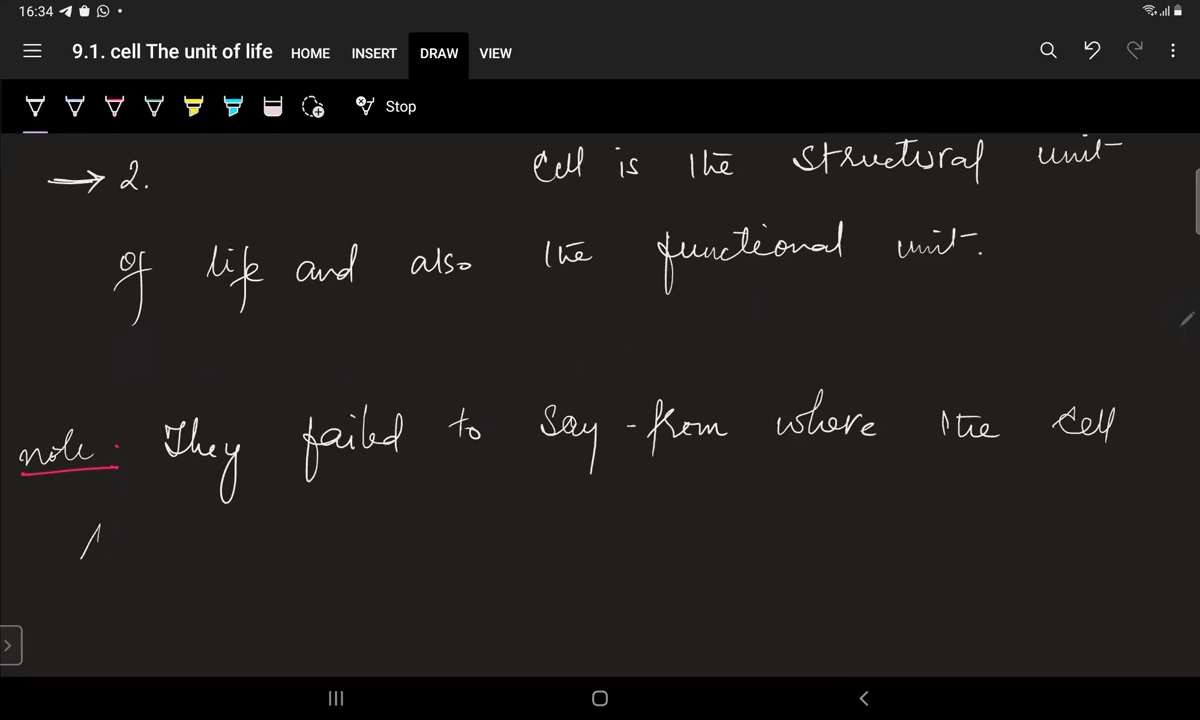 16:34
9.1. cell The unit of life HOME INSERT DRAW VIEW
Stop
→ 2. Cell is the structural unit
of life and also the functional unit.
note: They failed to say from where the cell